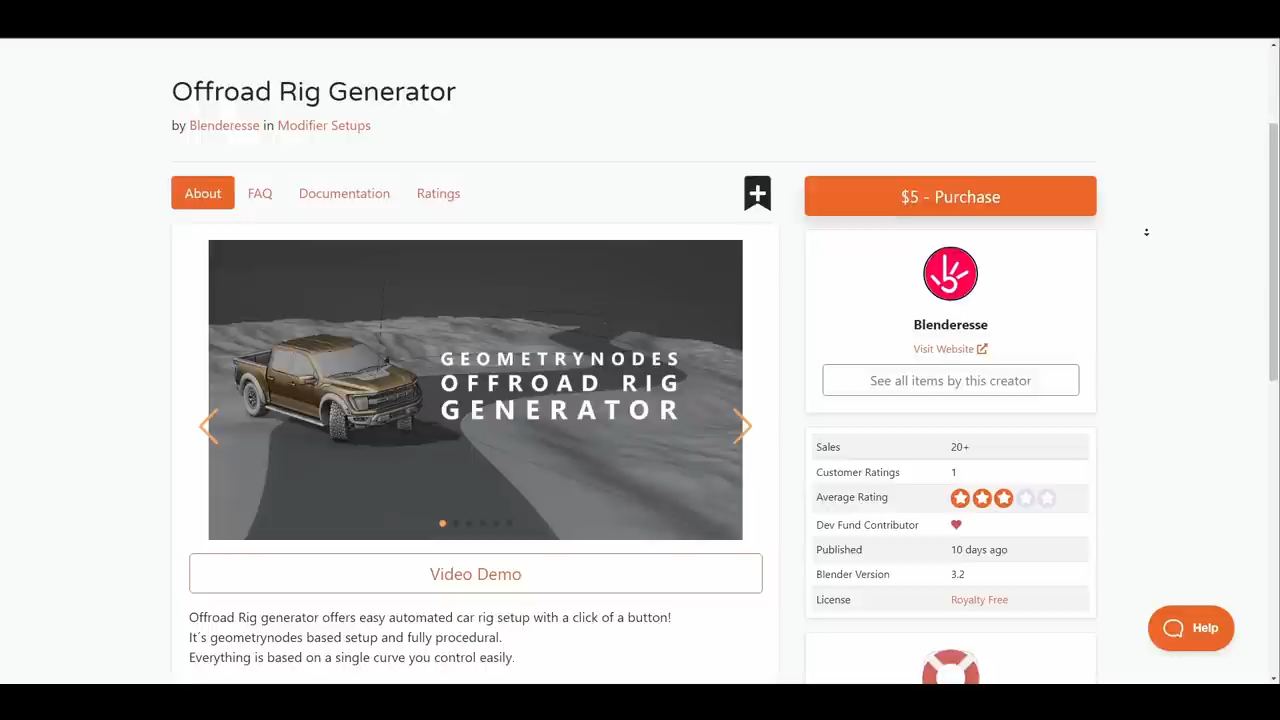 Offroad Rig Generator
by Blenderesse in Modifier Setups
About
FAQ
Documentation
Ratings
$5 - Purchase
GEOMETRYNODES
OFFROAD RIG
GENERATOR
Blenderesse
Visit Website
See all items by this creator
Sales 20+
Customer Ratings 1
Average Rating
Dev Fund Contributor
Published 10 days ago
Blender Version 3.2
License Royalty Free
Video Demo
Offroad Rig generator offers easy automated car rig setup with a click of a button!
It´s geometrynodes based setup and fully procedural.
Everything is based on a single curve you control easily.
Help